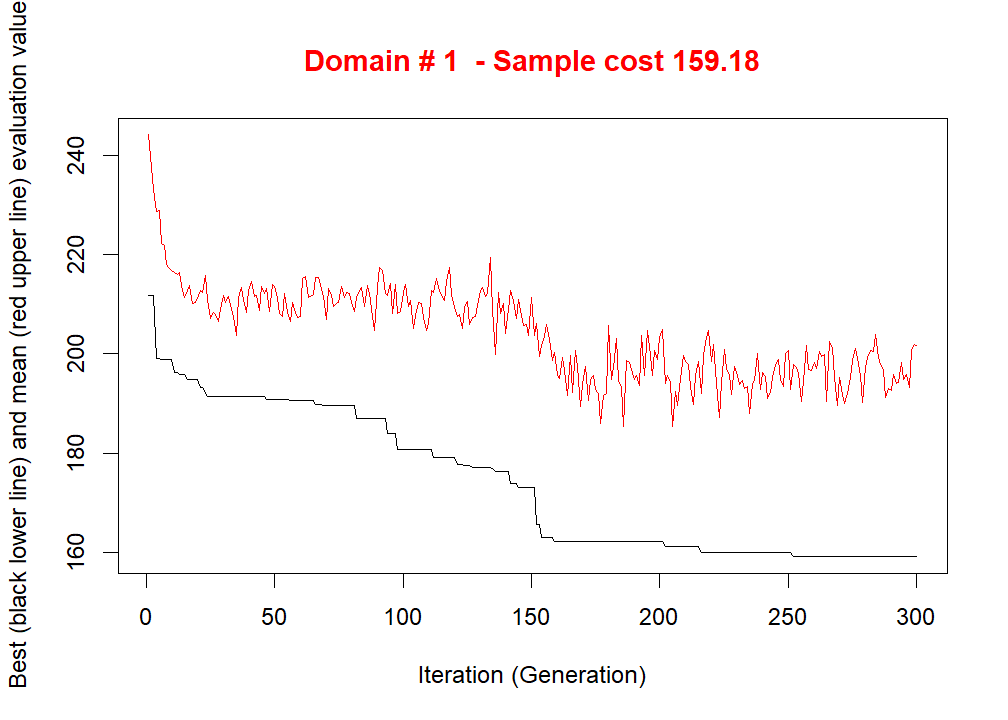 Domain # 1  - Sample cost 159.18
Best (black lower line) and mean (red upper line) evaluation value
240
220
200
180
160
0 50 100 150 200 250 300
Iteration (Generation)